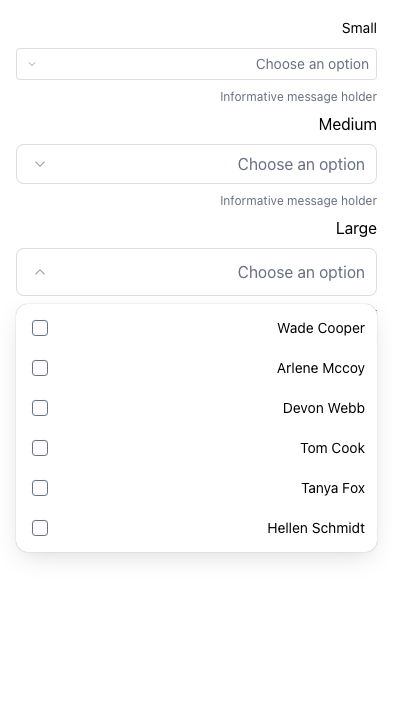 Small
Choose an option
Informative message holder
Medium
Choose an option
Informative message holder
Large
Choose an option
Wade Cooper
Arlene Mccoy
Devon Webb
Tom Cook
Tanya Fox
Hellen Schmidt